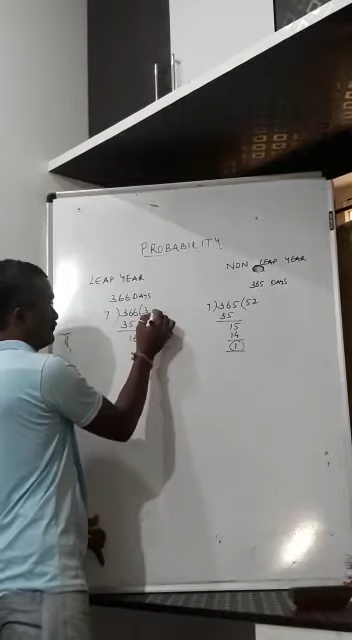 PROBABILITY
LEAP YEAR
366 DAYS
7 ) 366 ( 3
35
16
NON LEAP YEAR
365 DAYS
7 ) 365 ( 52
35
15
14
1